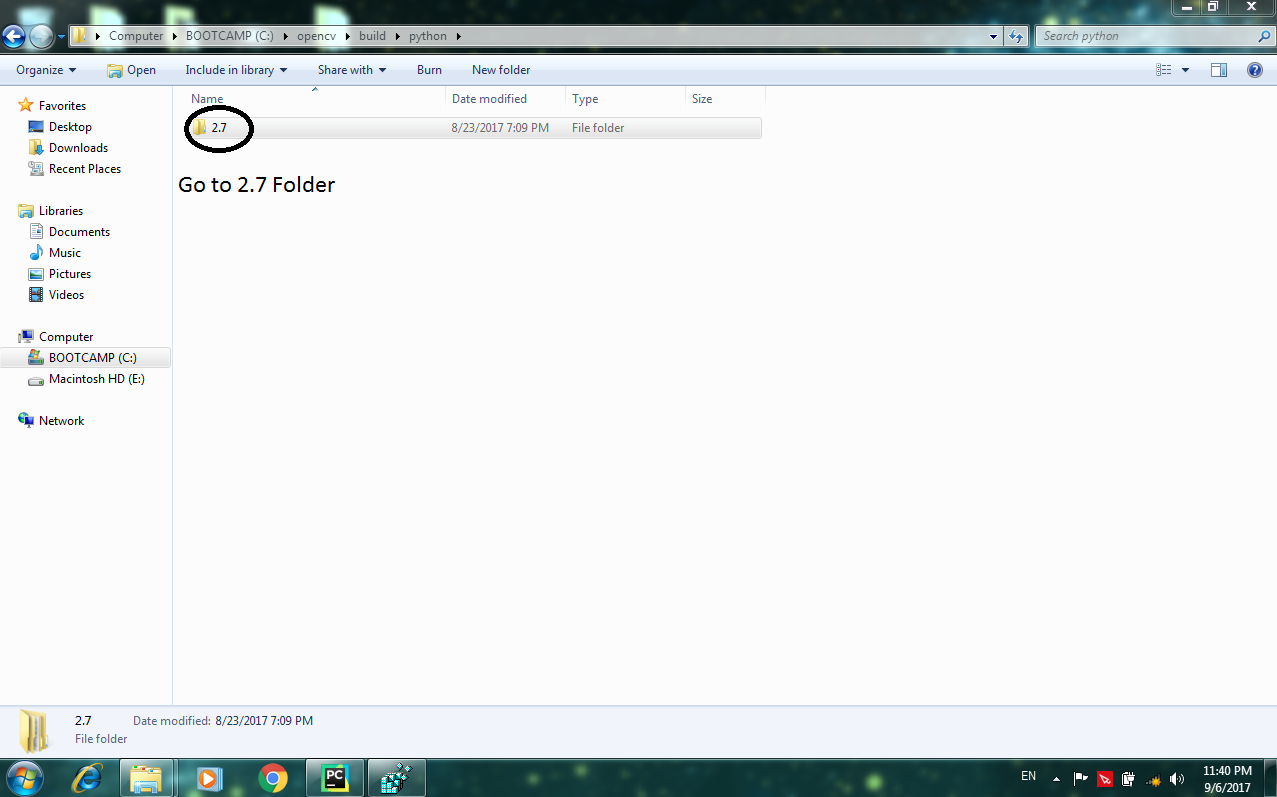 Computer BOOTCAMP (C:) opencv build python
Search python
Organize Open Include in library Share with Burn New folder
Favorites
Desktop
Downloads
Recent Places
Libraries
Documents
Music
Pictures
Videos
Computer
BOOTCAMP (C:)
Macintosh HD (E:)
Network
Name Date modified Type Size
2.7 8/23/2017 7:09 PM File folder
Go to 2.7 Folder
2.7 Date modified: 8/23/2017 7:09 PM
File folder
PC
EN
11:40 PM
9/6/2017